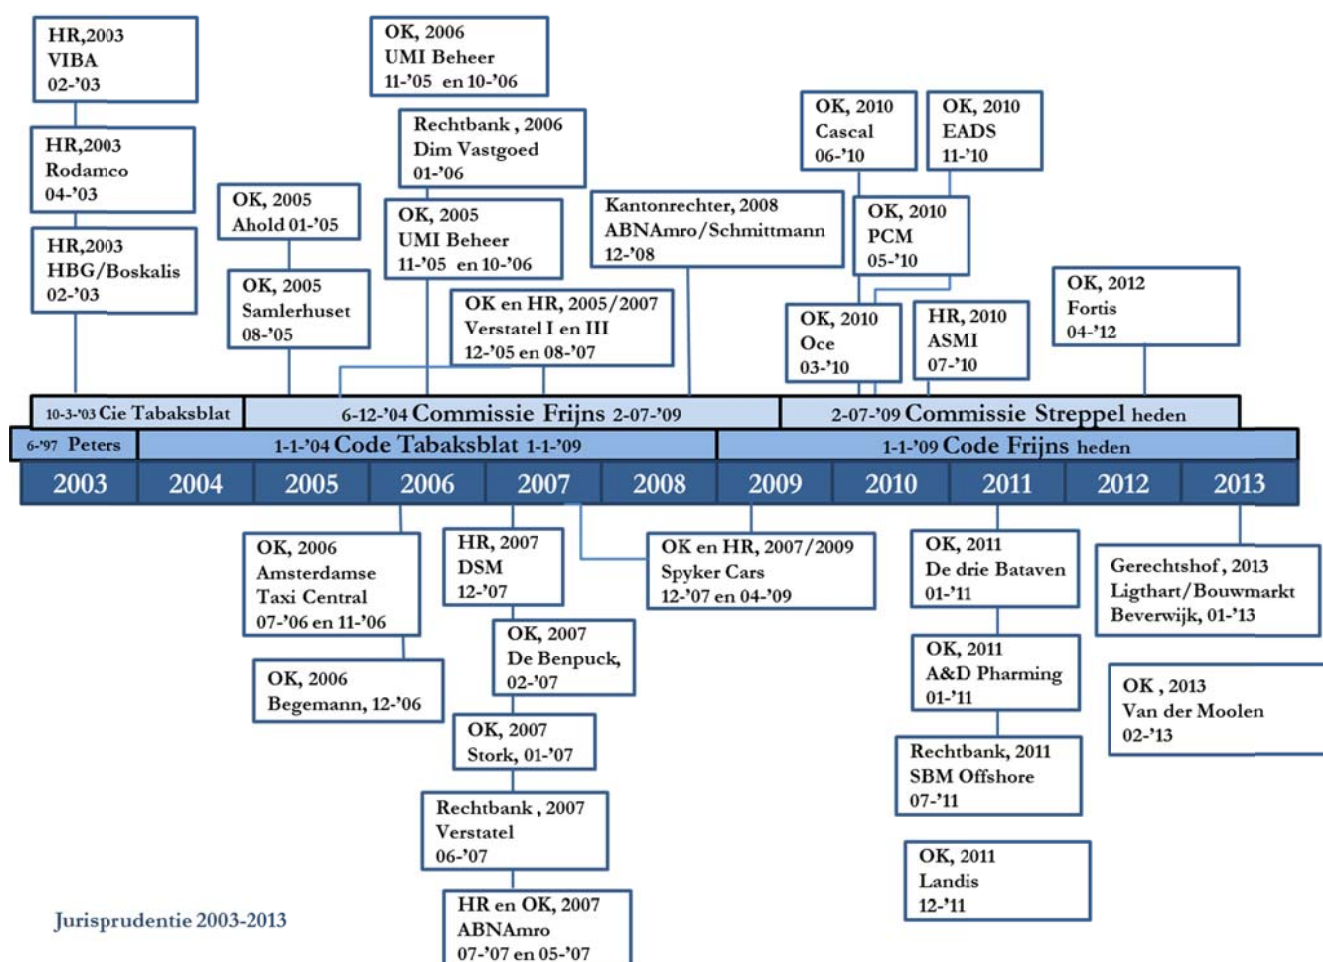 HR,2003
VIBA
02-’03
HR,2003
Rodamco
04-’03
HR,2003
HBG/Boskalis
02-’03
OK, 2005
Ahold 01-’05
OK, 2005
Samlerhuset
08-’05
OK, 2006
UMI Beheer
11-’05 en 10-’06
Rechtbank , 2006
Dim Vastgoed
01-’06
OK, 2005
UMI Beheer
11-’05 en 10-’06
OK en HR, 2005/2007
Verstatel I en III
12-’05 en 08-’07
Kantonrechter, 2008
ABNAmro/Schmittmann
12-’08
OK, 2010
Cascal
06-’10
OK, 2010
EADS
11-’10
OK, 2010
PCM
05-’10
OK, 2010
Oce
03-’10
HR, 2010
ASMI
07-’10
OK, 2012
Fortis
04-’12
10-3-’03 Cie Tabaksblat
6-12-’04 Commissie Frijns 2-07-’09
2-07-’09 Commissie Streppel heden
6-’97 Peters
1-1-’04 Code Tabaksblat 1-1-’09
1-1-’09 Code Frijns heden
2003 2004 2005 2006 2007 2008 2009 2010 2011 2012 2013
OK, 2006
Amsterdamse
Taxi Central
07-’06 en 11-’06
OK, 2006
Begemann, 12-’06
HR, 2007
DSM
12-’07
OK, 2007
De Benpuck,
02-’07
OK, 2007
Stork, 01-’07
Rechtbank , 2007
Verstatel
06-’07
HR en OK, 2007
ABNAmro
07-’07 en 05-’07
OK en HR, 2007/2009
Spyker Cars
12-’07 en 04-’09
OK, 2011
De drie Bataven
01-’11
OK, 2011
A&D Pharming
01-’11
Rechtbank, 2011
SBM Offshore
07-’11
OK, 2011
Landis
12-’11
Gerechtshof, 2013
Ligthart/Bouwmarkt
Beverwijk, 01-’13
OK , 2013
Van der Moolen
02-’13
Jurisprudentie 2003-2013